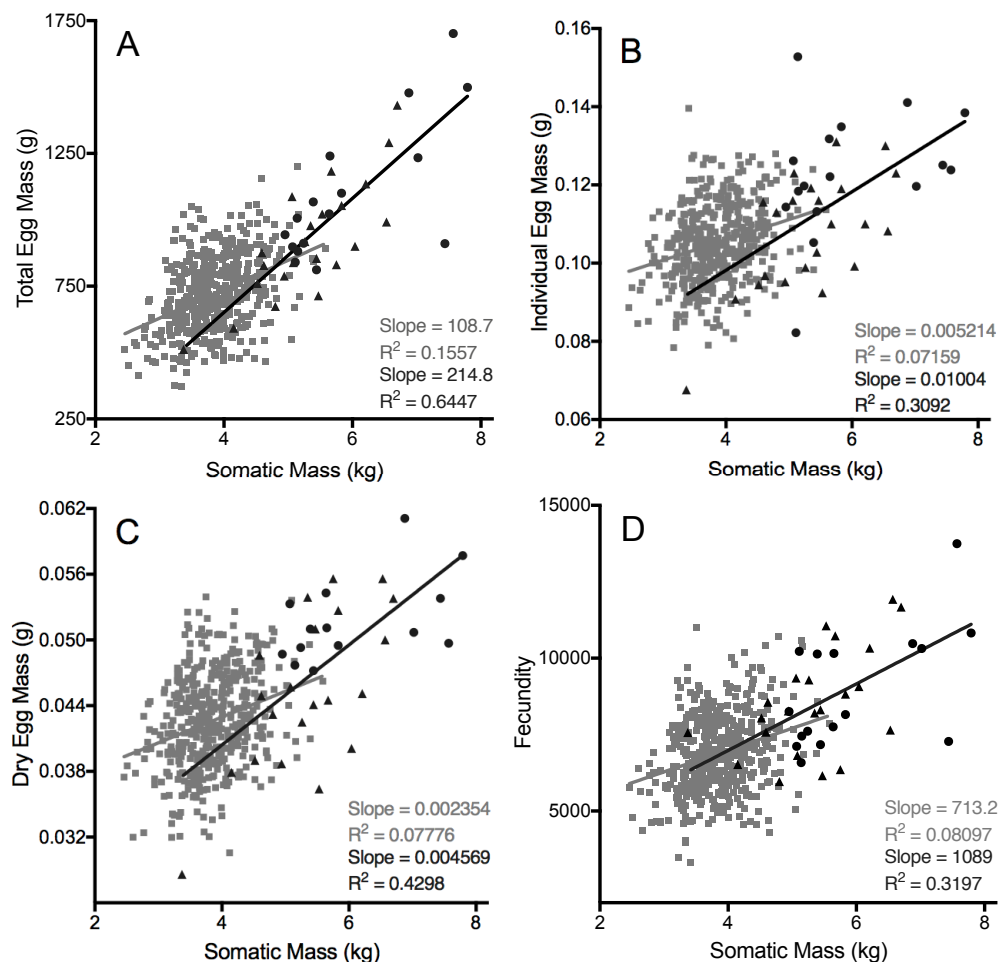 A
1750
1250
750
250
Total Egg Mass (g)
Slope = 108.7
R² = 0.1557
Slope = 214.8
R² = 0.6447
2 4 6 8
Somatic Mass (kg)
B
0.16
0.14
0.12
0.10
0.08
0.06
Individual Egg Mass (g)
Slope = 0.005214
R² = 0.07159
Slope = 0.01004
R² = 0.3092
2 4 6 8
Somatic Mass (kg)
C
0.062
0.056
0.050
0.044
0.038
0.032
Dry Egg Mass (g)
Slope = 0.002354
R² = 0.07776
Slope = 0.004569
R² = 0.4298
2 4 6 8
Somatic Mass (kg)
D
15000
10000
5000
Fecundity
Slope = 713.2
R² = 0.08097
Slope = 1089
R² = 0.3197
2 4 6 8
Somatic Mass (kg)